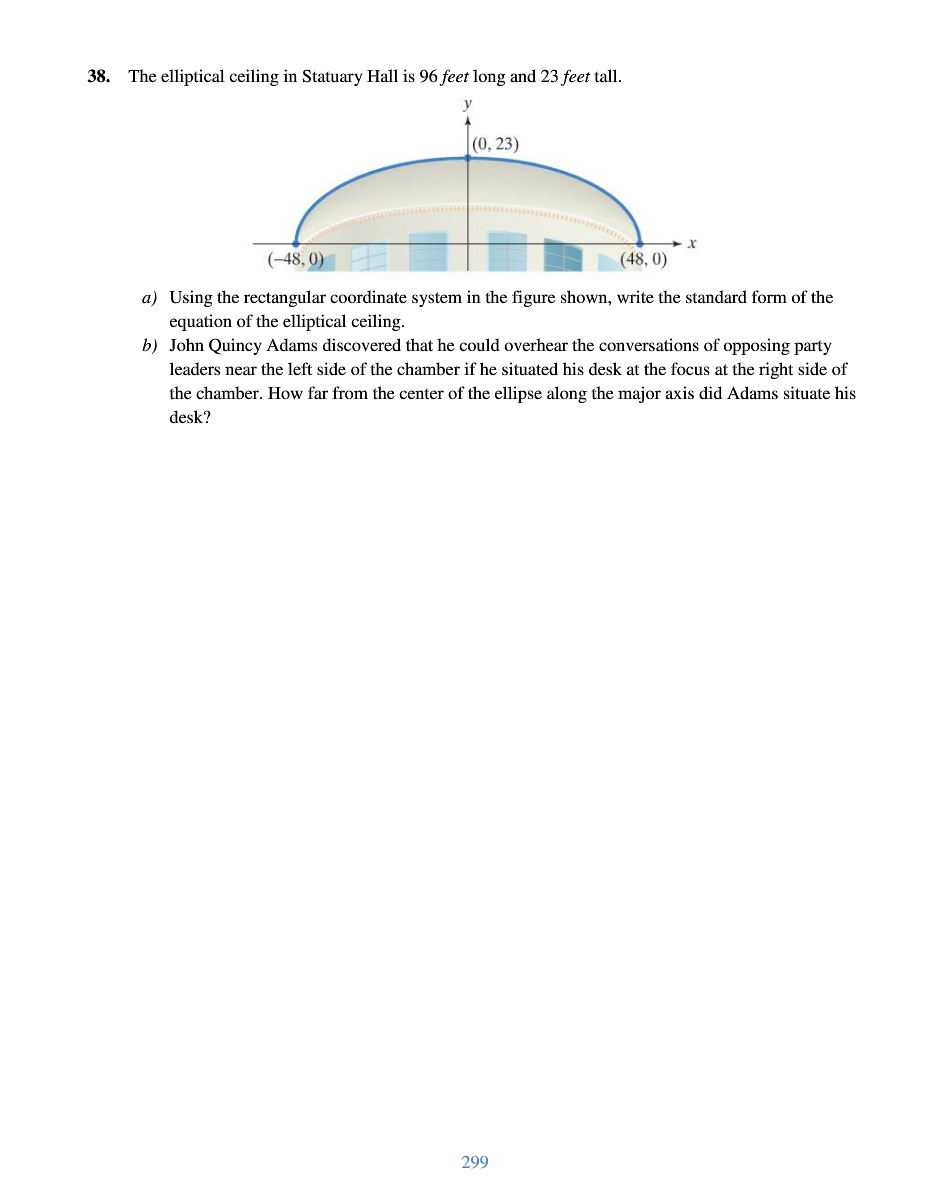 38. The elliptical ceiling in Statuary Hall is 96 feet long and 23 feet tall.
y
(0, 23)
x
(−48, 0)
(48, 0)
a) Using the rectangular coordinate system in the figure shown, write the standard form of the
equation of the elliptical ceiling.
b) John Quincy Adams discovered that he could overhear the conversations of opposing party
leaders near the left side of the chamber if he situated his desk at the focus at the right side of
the chamber. How far from the center of the ellipse along the major axis did Adams situate his
desk?
299